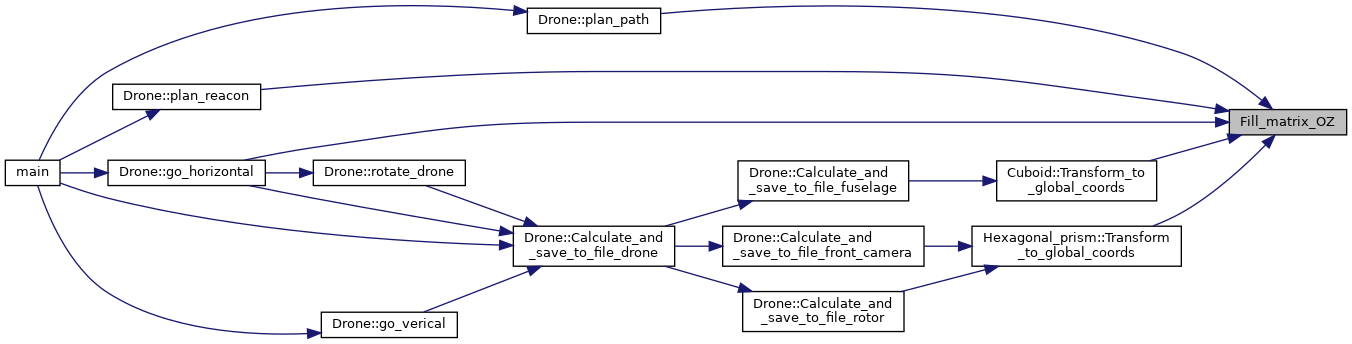 Drone::plan_path
Drone::plan_reacon
Fill_matrix_OZ
main
Drone::go_horizontal
Drone::rotate_drone
Drone::Calculate_and
_save_to_file_fuselage
Cuboid::Transform_to
_global_coords
Drone::Calculate_and
_save_to_file_drone
Drone::Calculate_and
_save_to_file_front_camera
Hexagonal_prism::Transform
_to_global_coords
Drone::Calculate_and
_save_to_file_rotor
Drone::go_verical